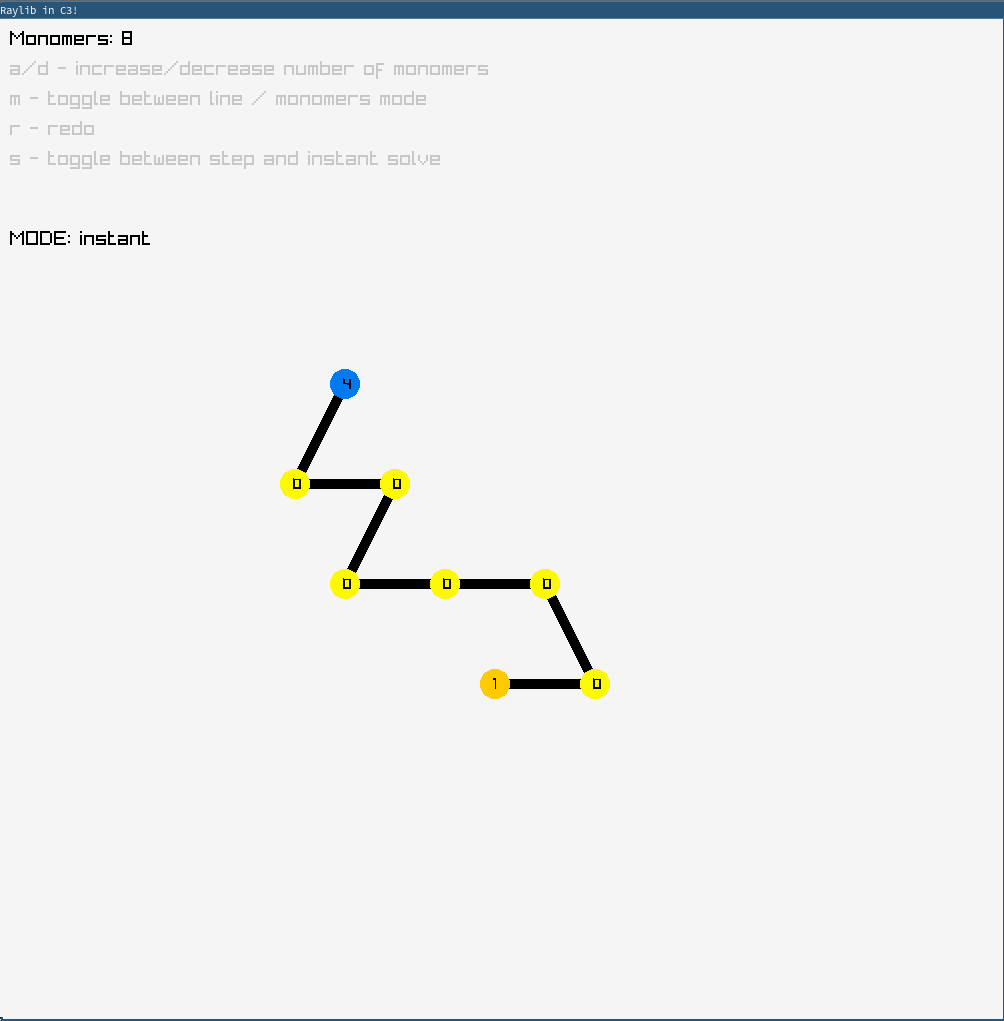 Raylib in C3!
Monomers: 8
a/d - increase/decrease number of monomers
m - toggle between line / monomers mode
r - redo
s - toggle between step and instant solve
MODE: instant
4
0 0
0 0 0
1 0